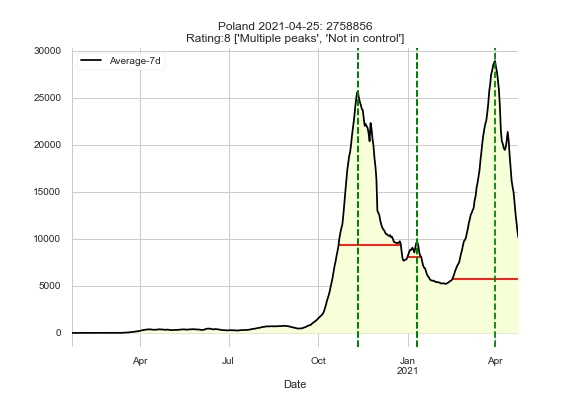 Poland 2021-04-25: 2758856
Rating:8 ['Multiple peaks', 'Not in control']
Average-7d
30000
25000
20000
15000
10000
5000
0
Apr
Jul
Oct
Jan
2021
Apr
Date